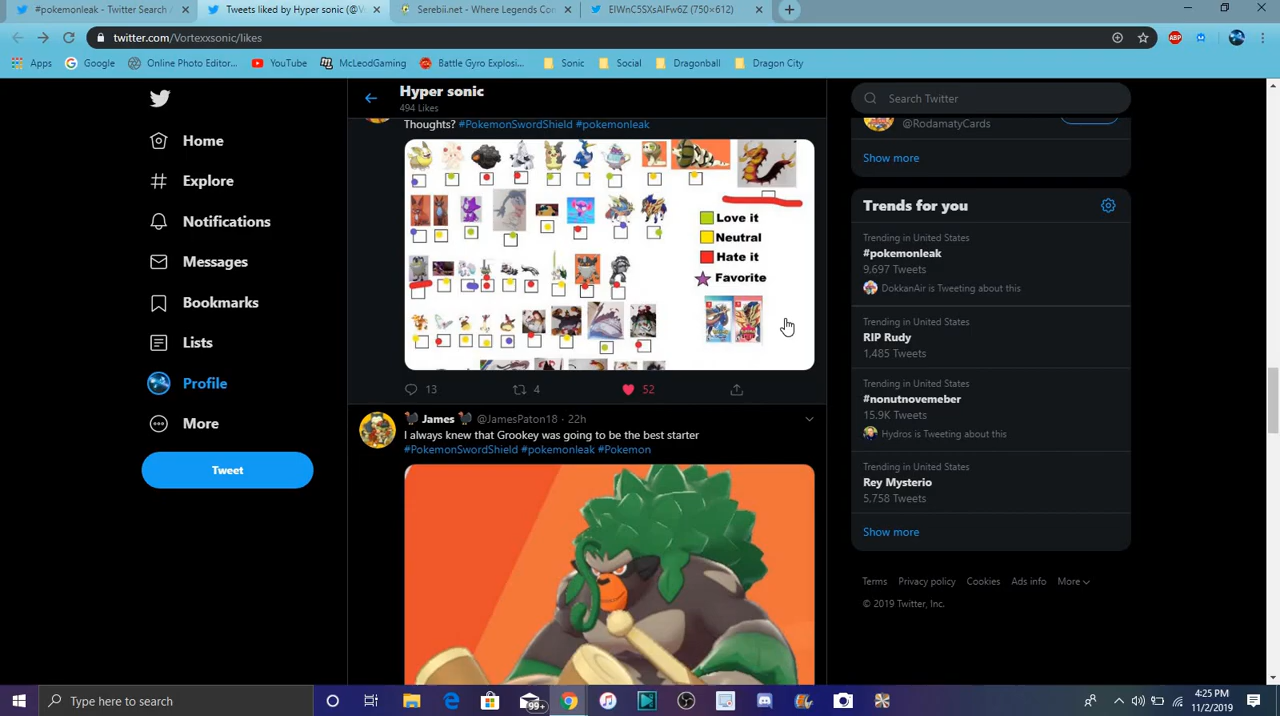 #pokemonleak - Twitter Search /
Tweets liked by Hyper sonic (@V
Serebii.net - Where Legends Con
EIWnC5SXsAlFw6Z (750×612)
twitter.com/Vortexxsonic/likes
ABP
Apps
Google
Online Photo Editor...
YouTube
McLeodGaming
Battle Gyro Explosi...
Sonic
Social
Dragonball
Dragon City
Home
Explore
Notifications
Messages
Bookmarks
Lists
Profile
More
Tweet
Hyper sonic
494 Likes
Thoughts? #PokemonSwordShield #pokemonleak
Love it
Neutral
Hate it
Favorite
13
4
52
James @JamesPaton18 · 22h
I always knew that Grookey was going to be the best starter
#PokemonSwordShield #pokemonleak #Pokemon
Search Twitter
@RodamatyCards
Show more
Trends for you
Trending in United States
#pokemonleak
9,697 Tweets
DokkanAir is Tweeting about this
Trending in United States
RIP Rudy
1,485 Tweets
Trending in United States
#nonutnovemeber
15.9K Tweets
Hydros is Tweeting about this
Trending in United States
Rey Mysterio
5,758 Tweets
Show more
Terms Privacy policy Cookies Ads info More
© 2019 Twitter, Inc.
Type here to search
99+
4:25 PM
11/2/2019